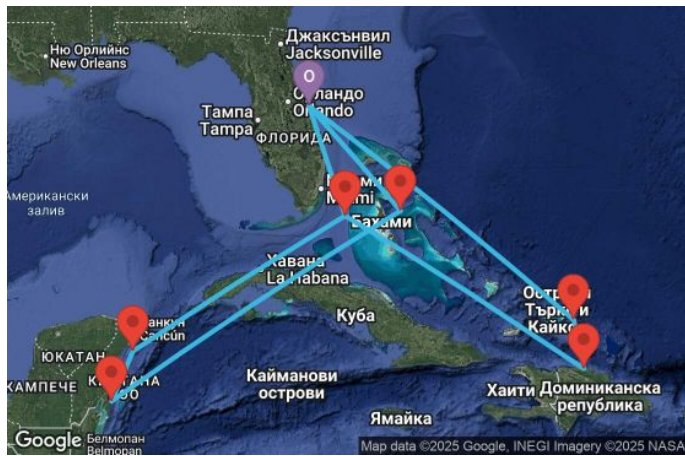 Ню Орлийнс
New Orleans
Джаксънвил
Jacksonville
O
Орландо
Orlando
Тампа
Tampa
ФЛОРИДА
Miami
Американски
залив
Бахами
Хавана
La Habana
Куба
Cancún
ЮКАТАН
КАМПЕЧЕ
Кайманови
острови
Търкс и
Хаити
Доминиканска
република
Ямайка
Белмопан
Belmopan
Google
Map data ©2025 Google, INEGI Imagery ©2025 NASA